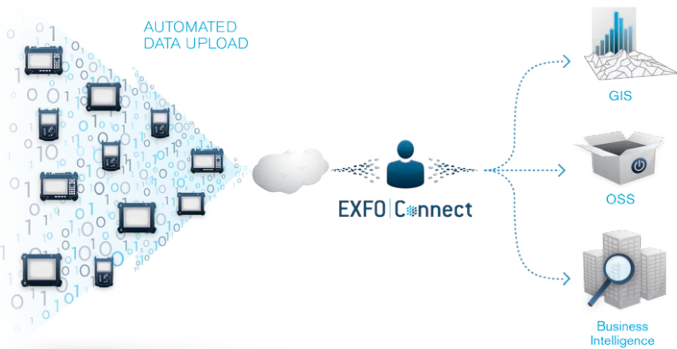 AUTOMATED
DATA UPLOAD
GIS
EXFO|Connect
OSS
Business
Intelligence